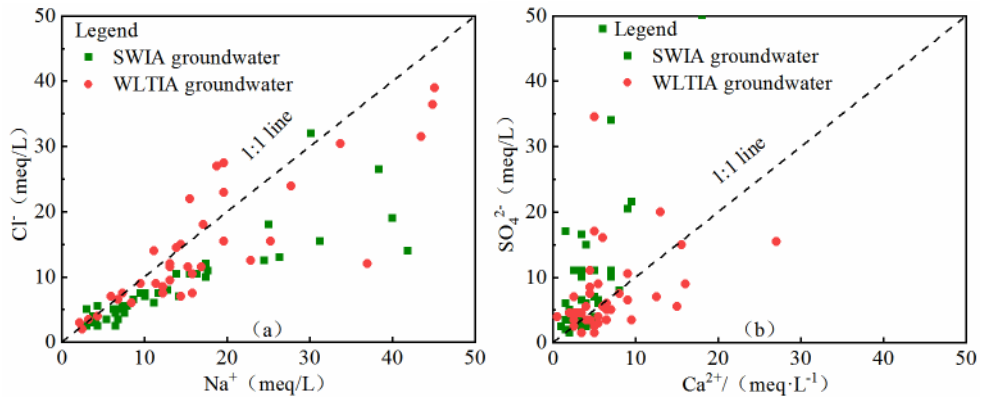 Legend
SWIA groundwater
WLTIA groundwater
1:1 line
(a)
50
40
30
20
10
0
0
10
20
30
40
50
Cl⁻ (meq/L)
Na⁺ (meq/L)
Legend
SWIA groundwater
WLTIA groundwater
1:1 line
(b)
50
40
30
20
10
0
0
10
20
30
40
50
SO₄²⁻ (meq/L)
Ca²⁺/ (meq·L⁻¹)